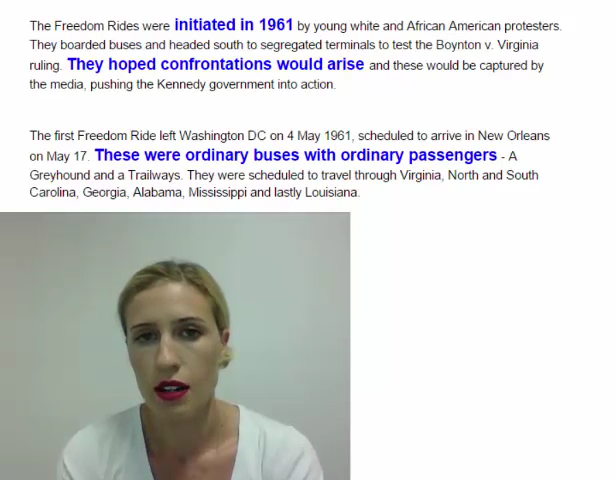 The Freedom Rides were initiated in 1961 by young white and African American protesters.
They boarded buses and headed south to segregated terminals to test the Boynton v. Virginia
ruling. They hoped confrontations would arise and these would be captured by
the media, pushing the Kennedy government into action.
The first Freedom Ride left Washington DC on 4 May 1961, scheduled to arrive in New Orleans
on May 17. These were ordinary buses with ordinary passengers - A
Greyhound and a Trailways. They were scheduled to travel through Virginia, North and South
Carolina, Georgia, Alabama, Mississippi and lastly Louisiana.